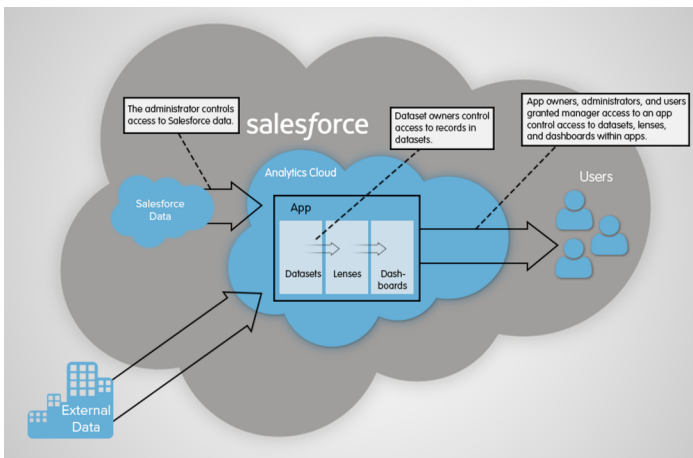 The administrator controls
access to Salesforce data.
salesforce
Dataset owners control
access to records in
datasets.
App owners, administrators, and users
granted manager access to an app
control access to datasets, lenses,
and dashboards within apps.
Analytics Cloud
Users
Salesforce
Data
App
Datasets
Lenses
Dash-
boards
External
Data